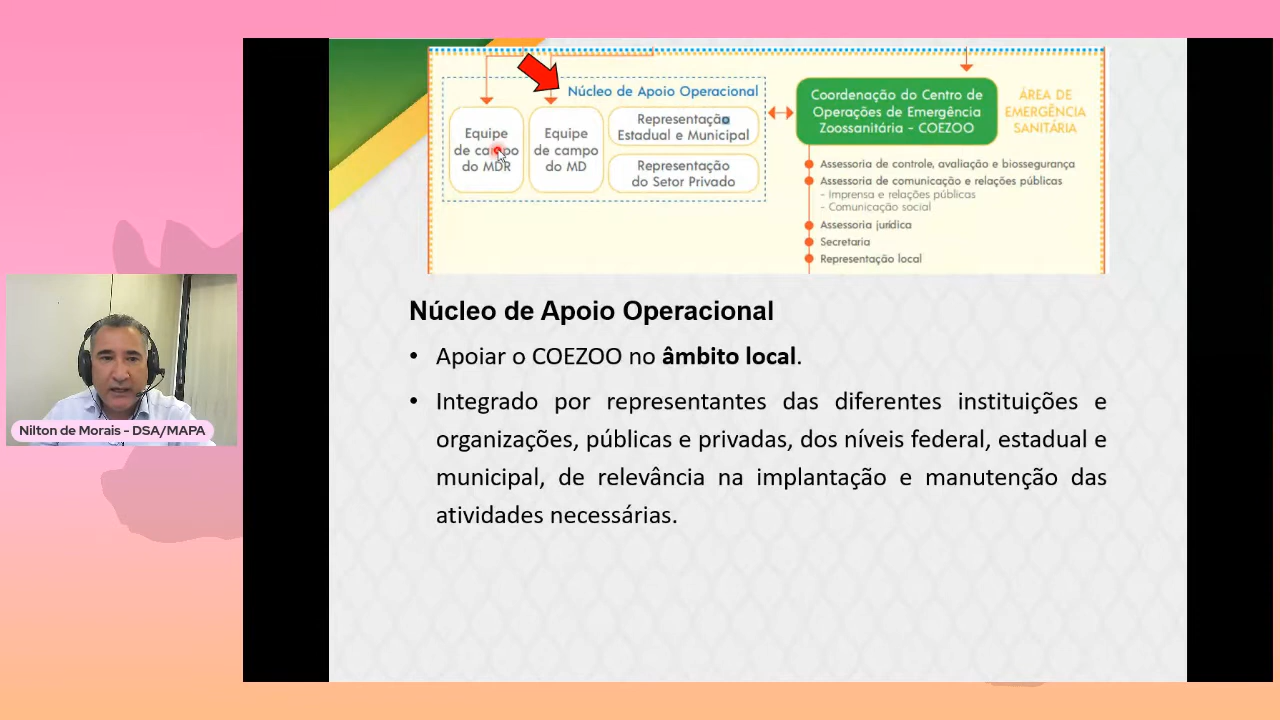 Núcleo de Apoio Operacional
Equipe
de campo
do MDR
Equipe
de campo
do MD
Representação
Estadual e Municipal
Representação
do Setor Privado
Coordenação do Centro de
Operações de Emergência
Zoossanitária - COEZOO
ÁREA DE
EMERGÊNCIA
SANITÁRIA
Assessoria de controle, avaliação e biossegurança
Assessoria de comunicação e relações públicas
- Imprensa e relações públicas
- Comunicação social
Assessoria jurídica
Secretaria
Representação local
Núcleo de Apoio Operacional
• Apoiar o COEZOO no âmbito local.
• Integrado por representantes das diferentes instituições e
organizações, públicas e privadas, dos níveis federal, estadual e
municipal, de relevância na implantação e manutenção das
atividades necessárias.
Nilton de Morais - DSA/MAPA